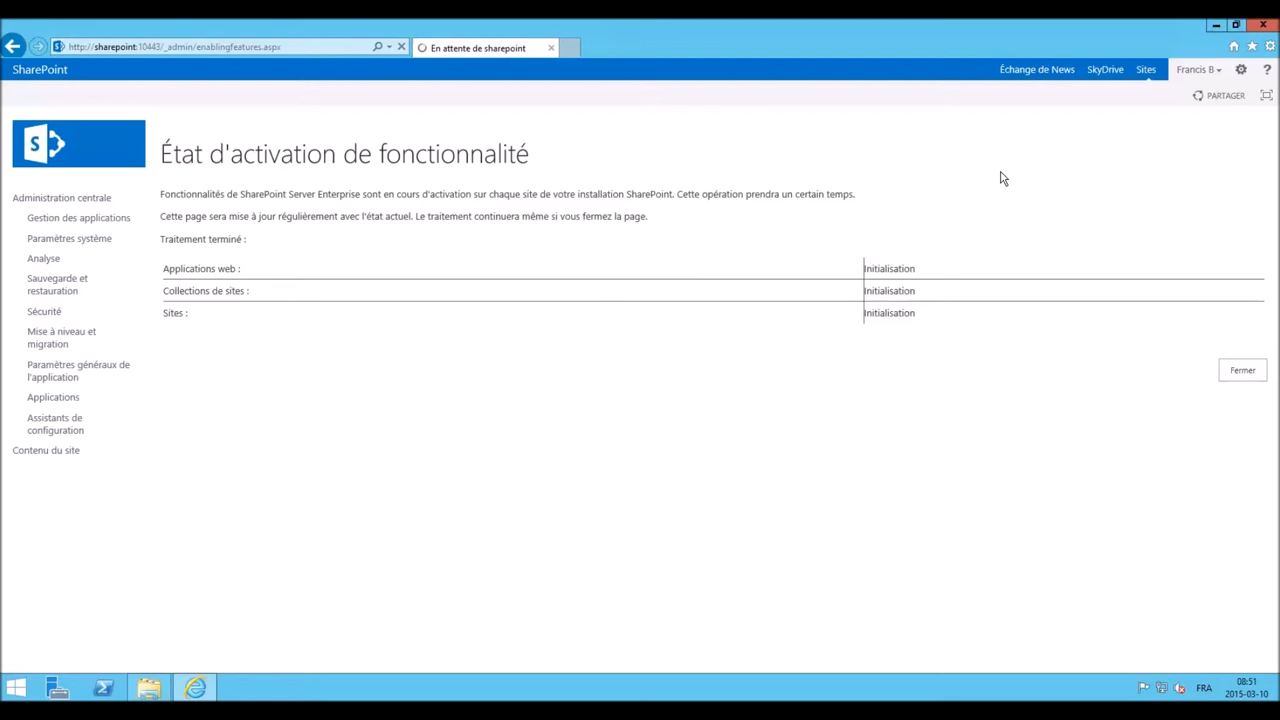 http://sharepoint:10443/_admin/enablingfeatures.aspx
En attente de sharepoint
SharePoint
Échange de News SkyDrive Sites Francis B ?
PARTAGER
S
État d'activation de fonctionnalité
Fonctionnalités de SharePoint Server Enterprise sont en cours d'activation sur chaque site de votre installation SharePoint. Cette opération prendra un certain temps.
Cette page sera mise à jour régulièrement avec l'état actuel. Le traitement continuera même si vous fermez la page.
Traitement terminé :
Applications web : Initialisation
Collections de sites : Initialisation
Sites : Initialisation
Fermer
Administration centrale
Gestion des applications
Paramètres système
Analyse
Sauvegarde et
restauration
Sécurité
Mise à niveau et
migration
Paramètres généraux de
l'application
Applications
Assistants de
configuration
Contenu du site
FRA
08:51
2015-03-10